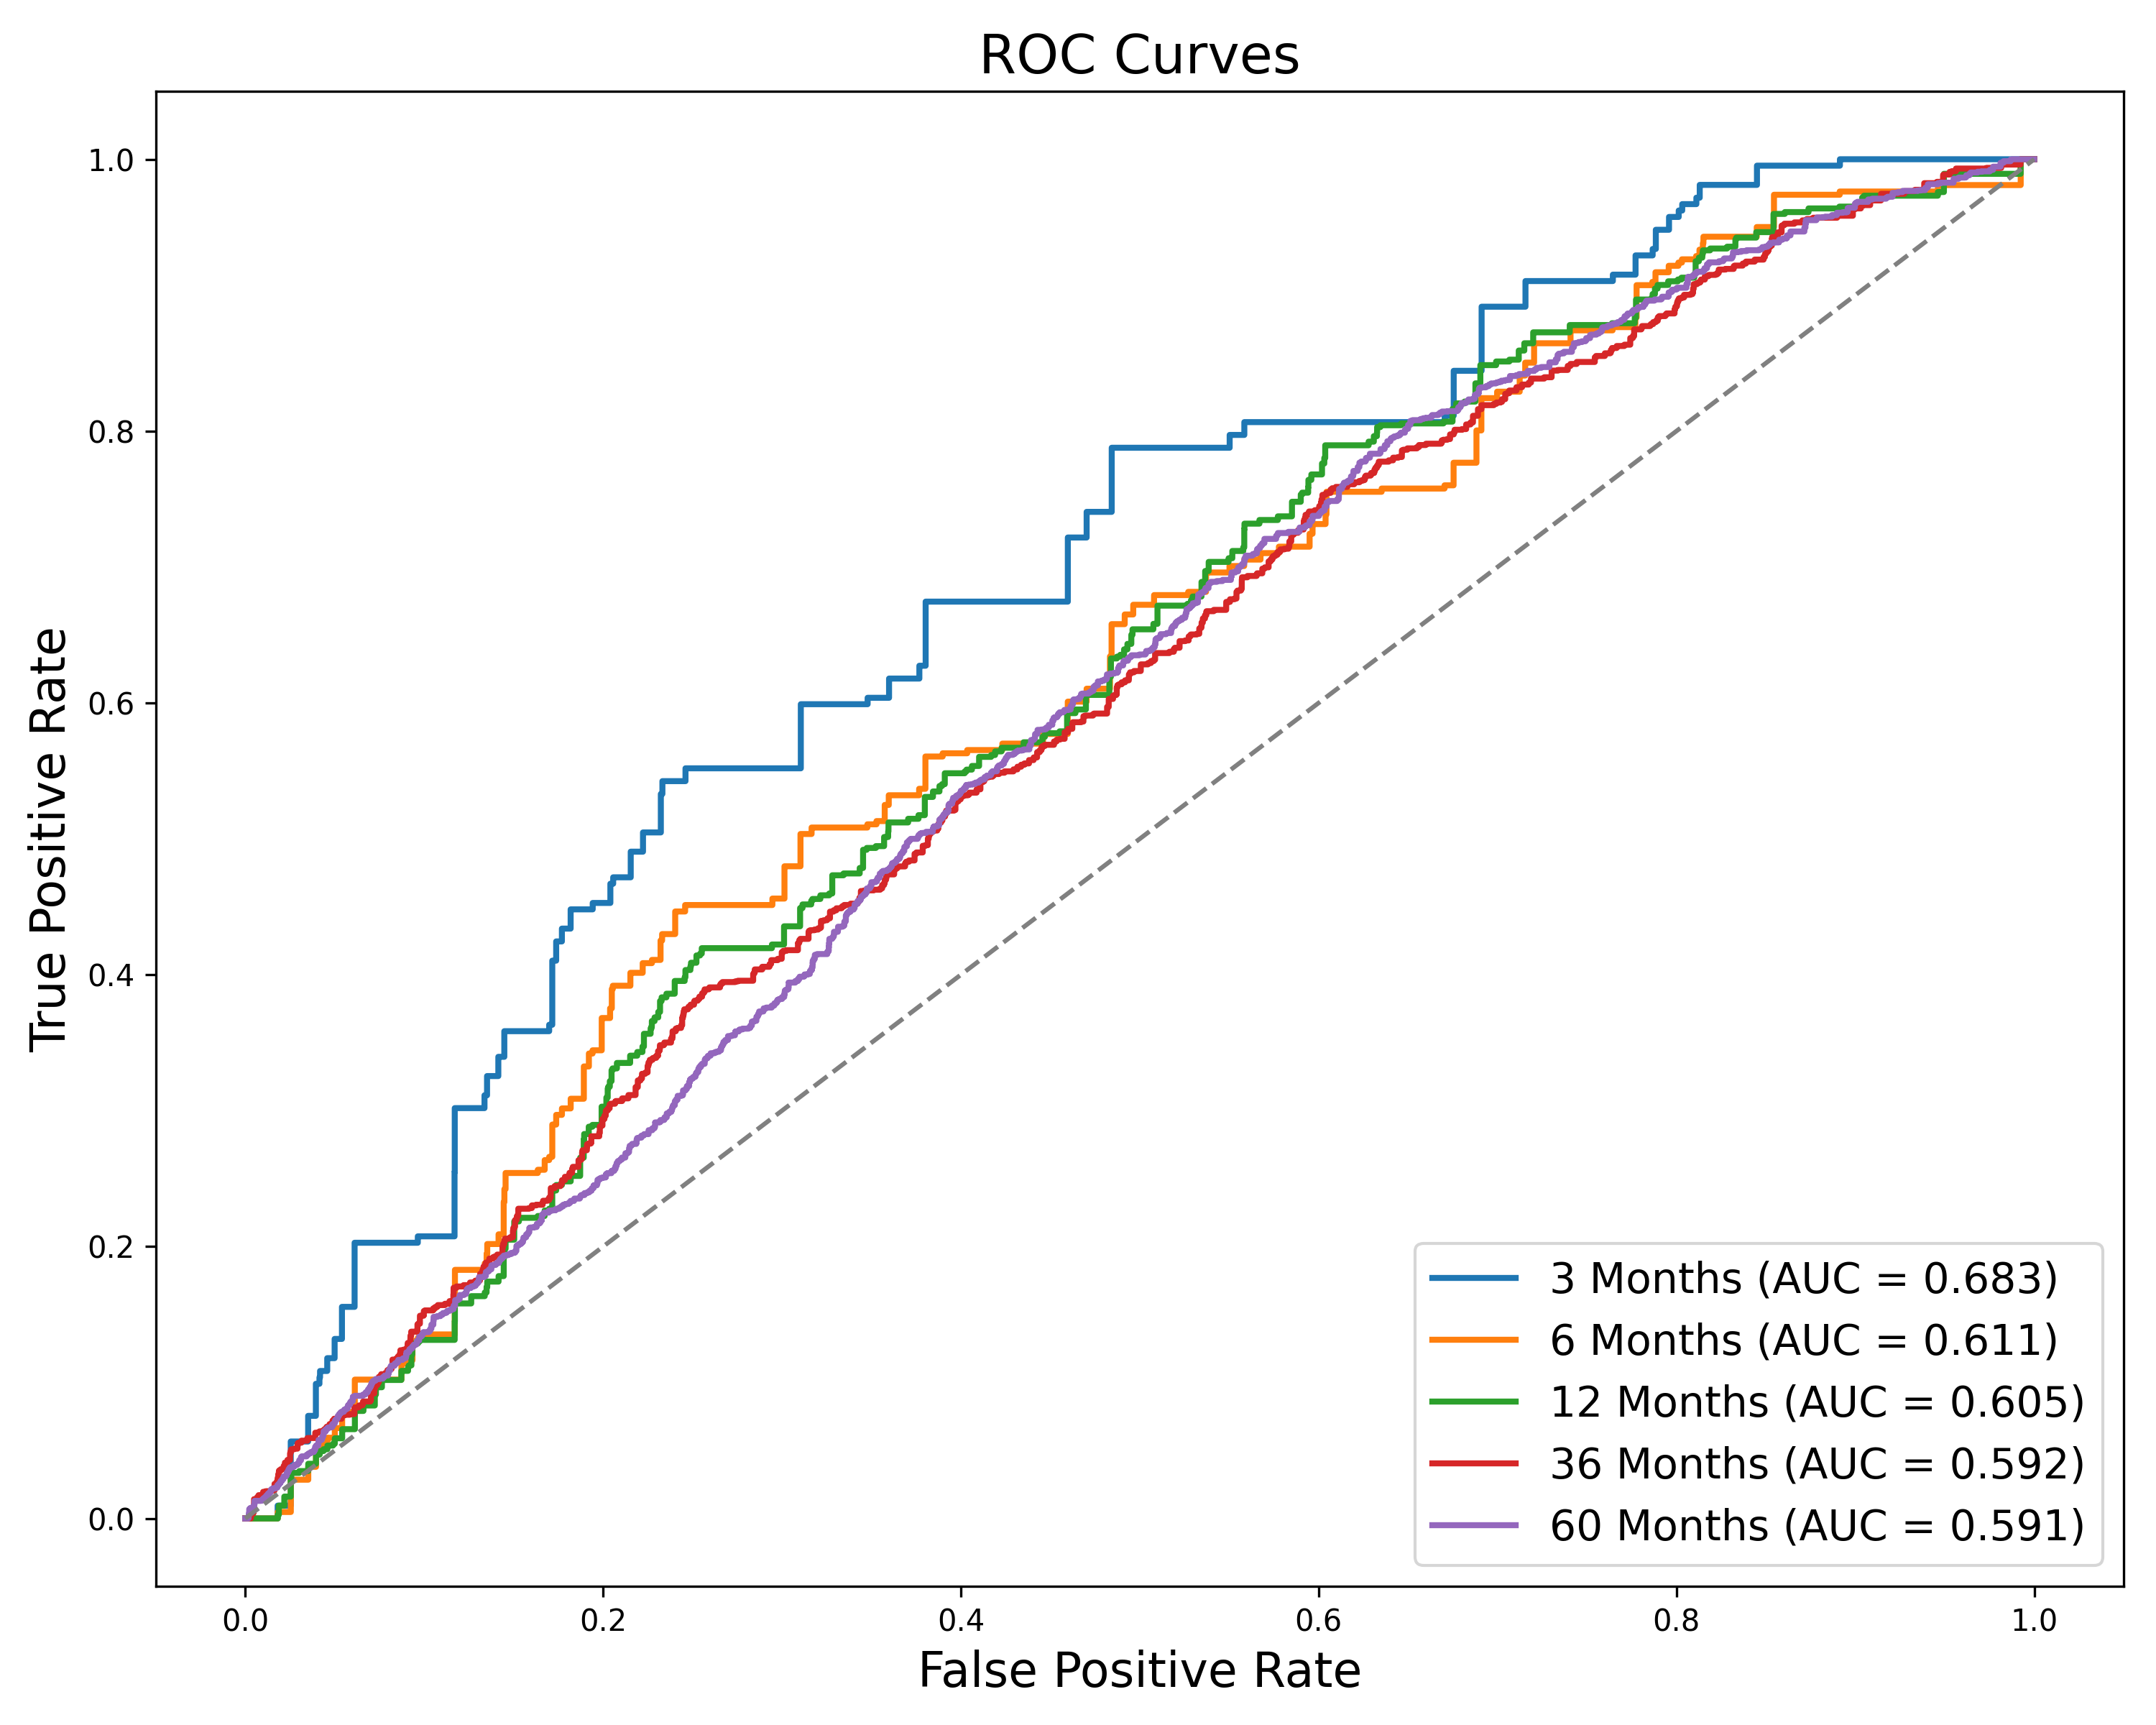 ROC Curves
True Positive Rate
1.0
0.8
0.6
0.4
0.2
0.0
0.0 0.2 0.4 0.6 0.8 1.0
False Positive Rate
3 Months (AUC = 0.683)
6 Months (AUC = 0.611)
12 Months (AUC = 0.605)
36 Months (AUC = 0.592)
60 Months (AUC = 0.591)